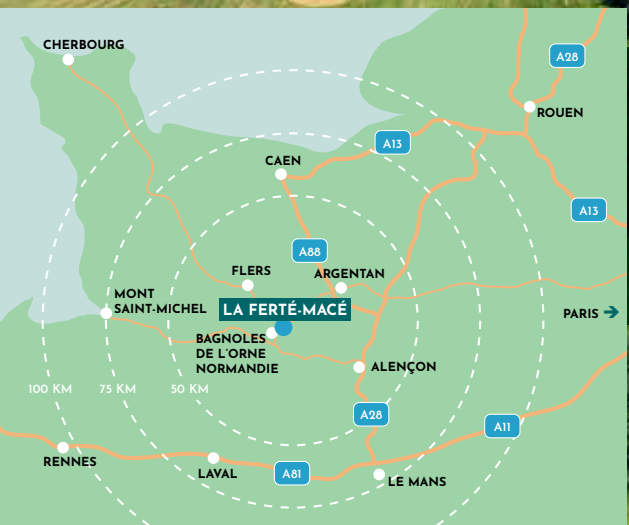 CHERBOURG
A28
ROUEN
A13
CAEN
A13
A88
FLERS
ARGENTAN
MONT
SAINT-MICHEL
LA FERTÉ-MACÉ
PARIS
BAGNOLES
DE L'ORNE
NORMANDIE
ALENÇON
100 KM
75 KM
50 KM
A28
A11
RENNES
LAVAL
A81
LE MANS